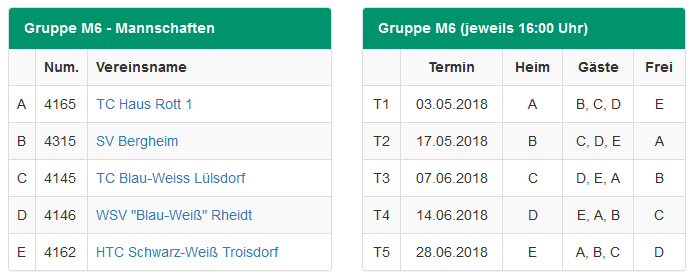 Gruppe M6 - Mannschaften
Num. Vereinsname
A 4165 TC Haus Rott 1
B 4315 SV Bergheim
C 4145 TC Blau-Weiss Lülsdorf
D 4146 WSV "Blau-Weiß" Rheidt
E 4162 HTC Schwarz-Weiß Troisdorf
Gruppe M6 (jeweils 16:00 Uhr)
Termin Heim Gäste Frei
T1 03.05.2018 A B, C, D E
T2 17.05.2018 B C, D, E A
T3 07.06.2018 C D, E, A B
T4 14.06.2018 D E, A, B C
T5 28.06.2018 E A, B, C D